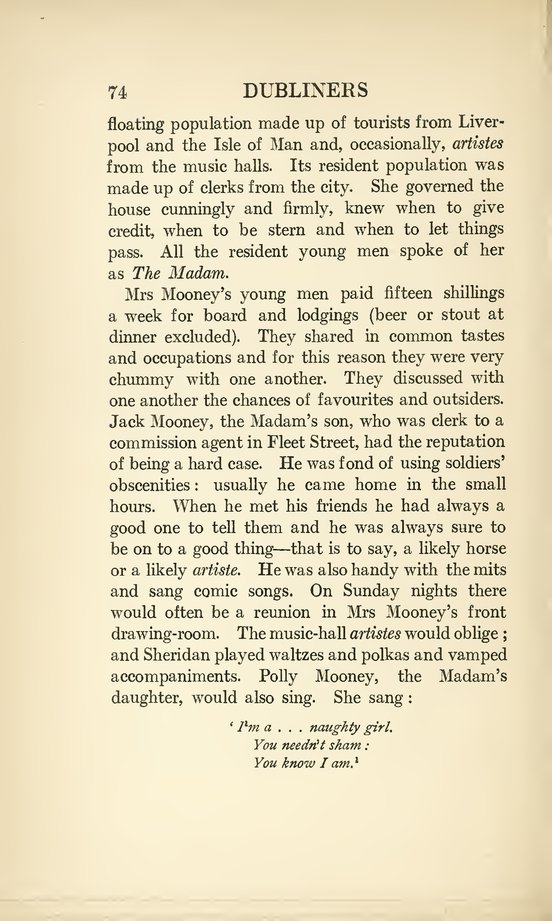 74 DUBLINERS
floating population made up of tourists from Liver-
pool and the Isle of Man and, occasionally, artistes
from the music halls. Its resident population was
made up of clerks from the city. She governed the
house cunningly and firmly, knew when to give
credit, when to be stern and when to let things
pass. All the resident young men spoke of her
as The Madam.
Mrs Mooney's young men paid fifteen shillings
a week for board and lodgings (beer or stout at
dinner excluded). They shared in common tastes
and occupations and for this reason they were very
chummy with one another. They discussed with
one another the chances of favourites and outsiders.
Jack Mooney, the Madam's son, who was clerk to a
commission agent in Fleet Street, had the reputation
of being a hard case. He was fond of using soldiers'
obscenities : usually he came home in the small
hours. When he met his friends he had always a
good one to tell them and he was always sure to
be on to a good thing—that is to say, a likely horse
or a likely artiste. He was also handy with the mits
and sang comic songs. On Sunday nights there
would often be a reunion in Mrs Mooney's front
drawing-room. The music-hall artistes would oblige ;
and Sheridan played waltzes and polkas and vamped
accompaniments. Polly Mooney, the Madam's
daughter, would also sing. She sang :
‘ I'm a . . . naughty girl.
You needn't sham :
You know I am.’